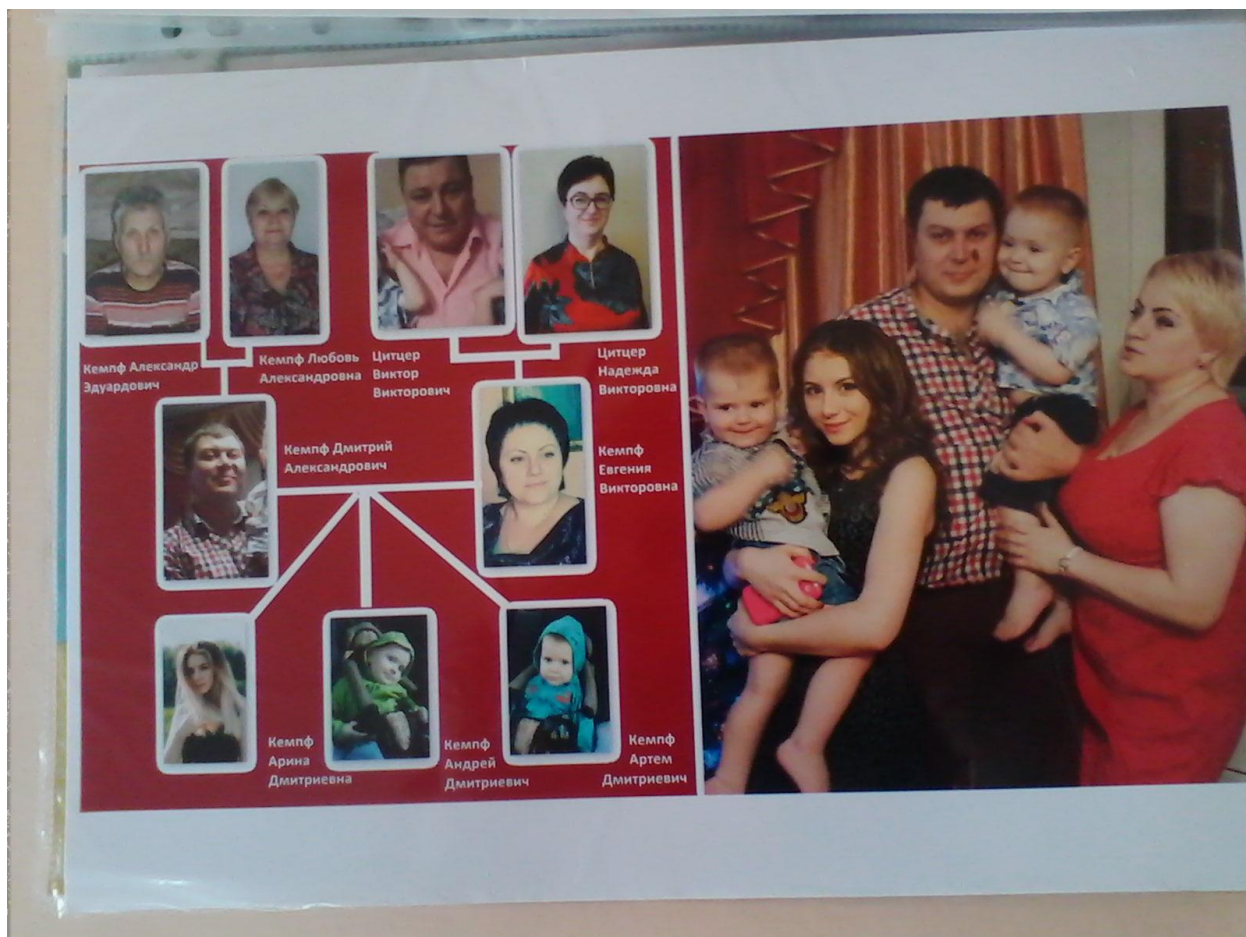 Кемпф Александр
Эдуардович
Кемпф Любовь
Александровна
Цитцер
Виктор
Викторович
Цитцер
Надежда
Викторовна
Кемпф Дмитрий
Александрович
Кемпф
Евгения
Викторовна
Кемпф
Арина
Дмитриевна
Кемпф
Андрей
Дмитриевич
Кемпф
Артем
Дмитриевич